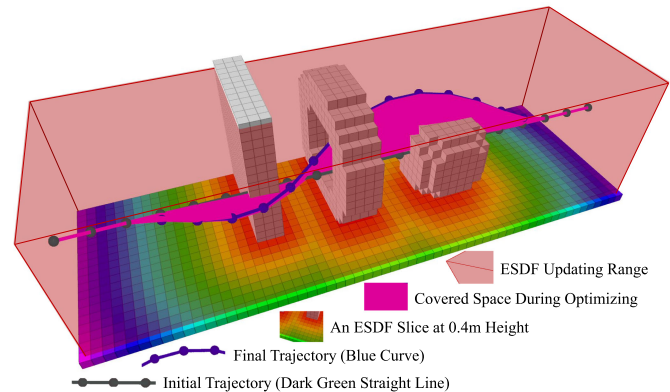 ESDF Updating Range
Covered Space During Optimizing
An ESDF Slice at 0.4m Height
Final Trajectory (Blue Curve)
Initial Trajectory (Dark Green Straight Line)